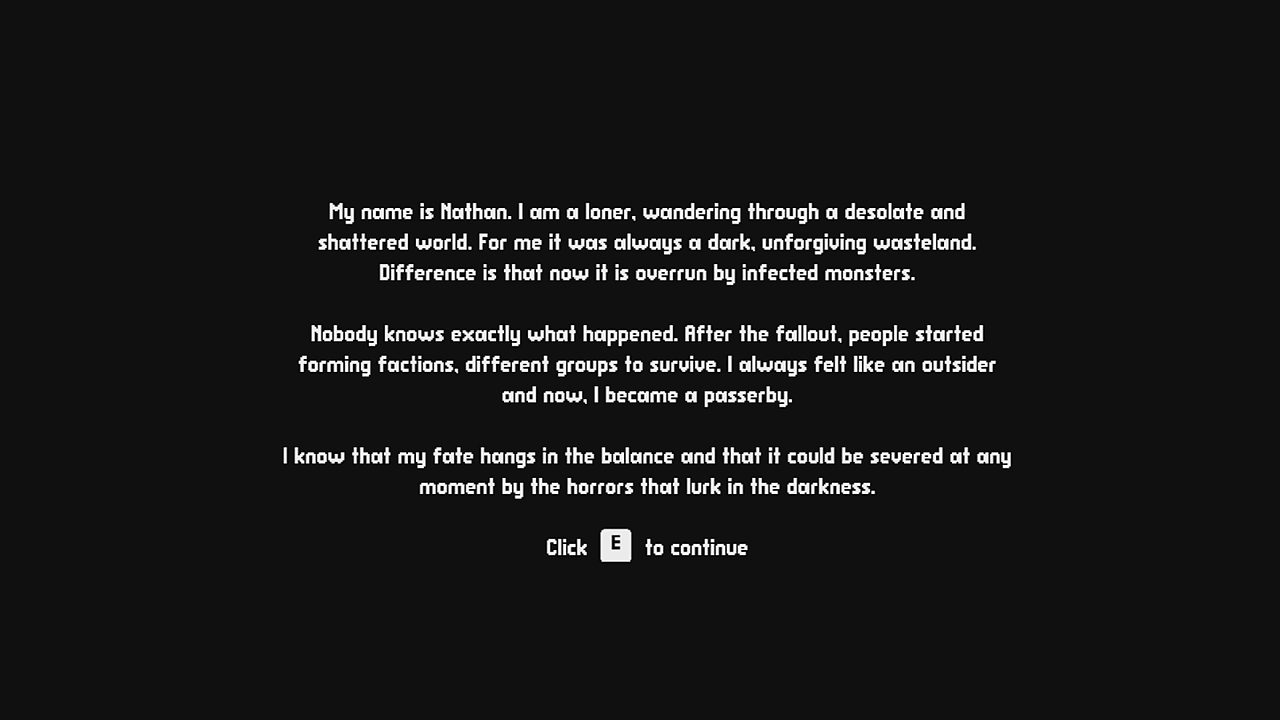 My name is Nathan. I am a loner, wandering through a desolate and
shattered world. For me it was always a dark, unforgiving wasteland.
Difference is that now it is overrun by infected monsters.
Nobody knows exactly what happened. After the fallout, people started
forming factions, different groups to survive. I always felt like an outsider
and now, I became a passerby.
I know that my fate hangs in the balance and that it could be severed at any
moment by the horrors that lurk in the darkness.
Click E to continue